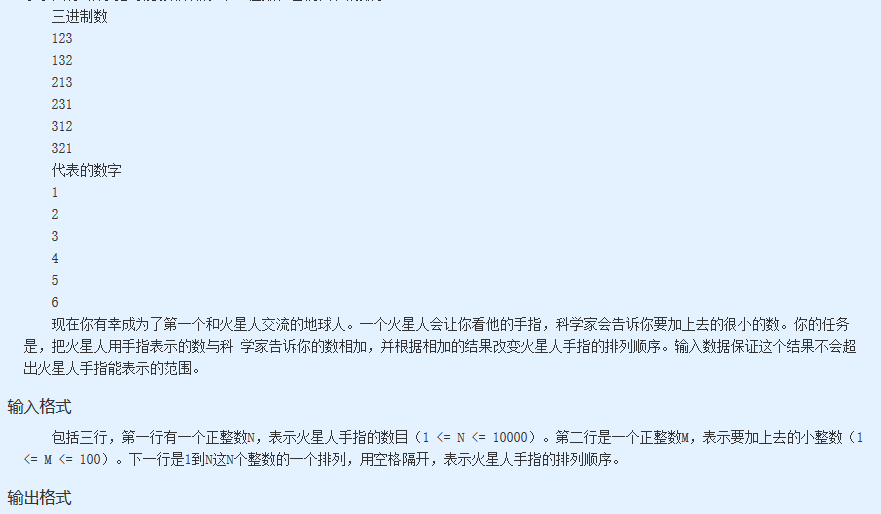 三进制数
123
132
213
231
312
321
代表的数字
1
2
3
4
5
6
现在你有幸成为了第一个和火星人交流的地球人。一个火星人会让你看他的手指，科学家会告诉你要加上去的很小的数。你的任务
是，把火星人用手指表示的数与科 学家告诉你的数相加，并根据相加的结果改变火星人手指的排列顺序。输入数据保证这个结果不会超
出火星人手指能表示的范围。
输入格式
包括三行，第一行有一个正整数N，表示火星人手指的数目（1 <= N <= 10000）。第二行是一个正整数M，表示要加上去的小整数（1
<= M <= 100）。下一行是1到N这N个整数的一个排列，用空格隔开，表示火星人手指的排列顺序。
输出格式